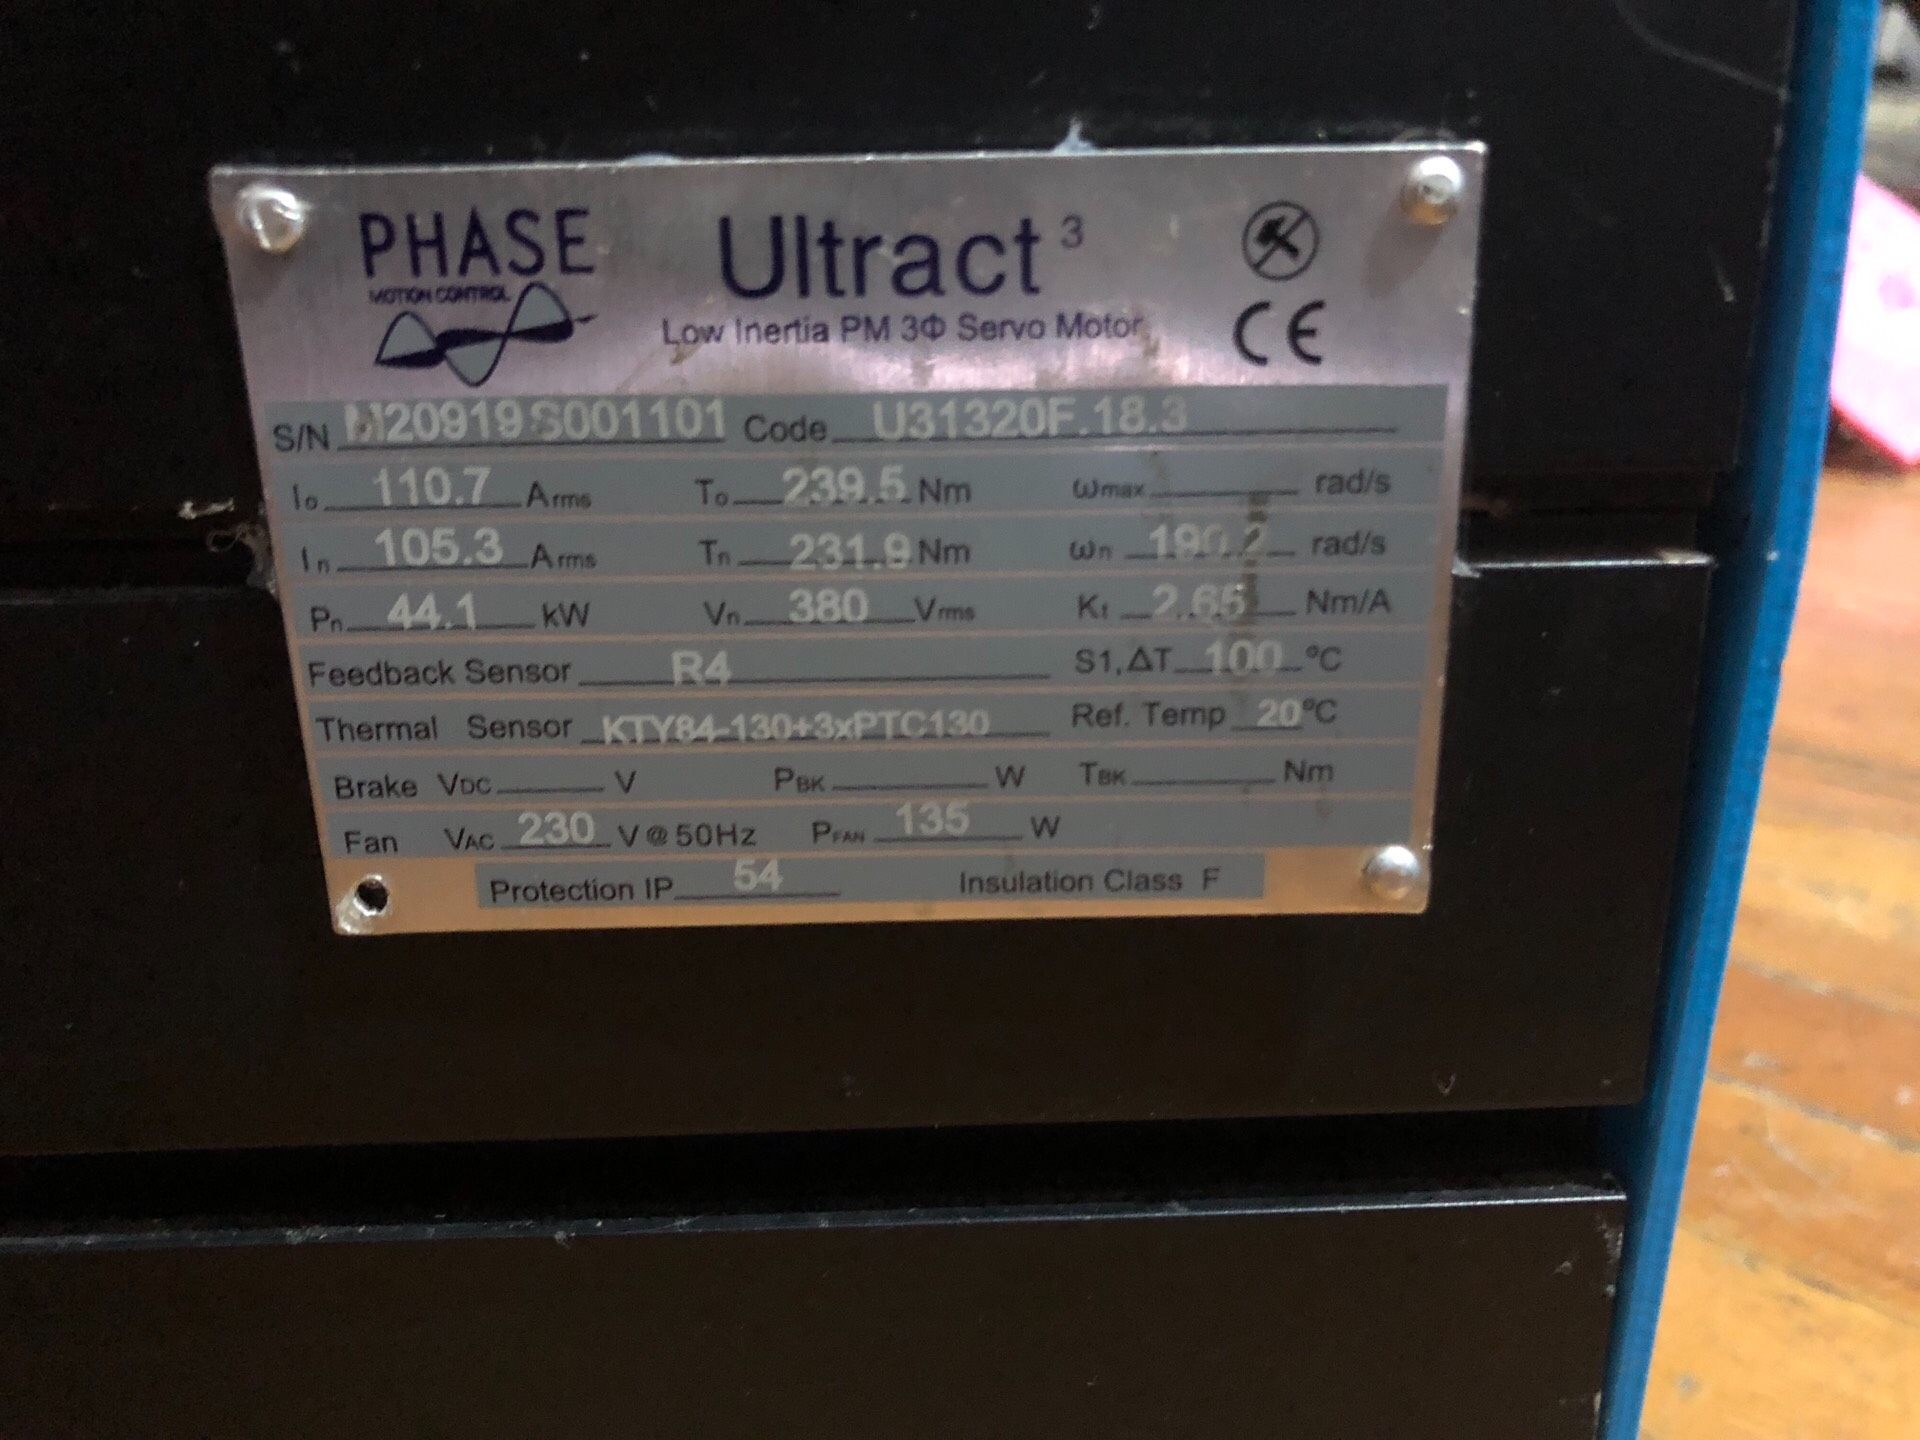 PHASE
MOTION CONTROL
Ultract 3
Low Inertia PM 3Φ Servo Motor
CE
S/N M20919S001101 Code U31320F.18.3
Io 110.7 Arms To 239.5 Nm ωmax rad/s
In 105.3 Arms Tn 231.9 Nm ωn 190.2 rad/s
Pn 44.1 kW Vn 380 Vrms Kt 2.65 Nm/A
Feedback Sensor R4 S1, ΔT 100 °C
Thermal Sensor KTY84-130+3xPTC130 Ref. Temp 20 °C
Brake VDC V PBK W TBK Nm
Fan VAC 230 V @ 50Hz PFAN 135 W
Protection IP 54 Insulation Class F